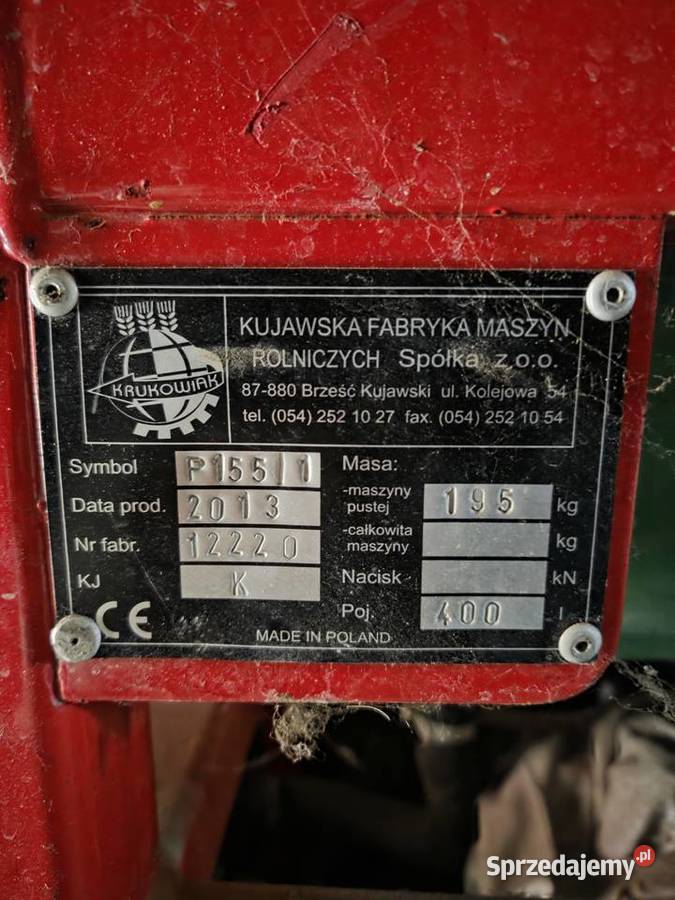 KRUKOWIAK
KUJAWSKA FABRYKA MASZYN
ROLNICZYCH Spółka z.o.o.
87-880 Brześć Kujawski ul. Kolejowa 54
tel. (054) 252 10 27 fax. (054) 252 10 54
Symbol P155/1
Data prod. 2013
Nr fabr. 12220
KJ K
CE
Masa:
-maszyny pustej 195 kg
-całkowita maszyny kg
Nacisk kN
Poj. 400 l
MADE IN POLAND
Sprzedajemy.pl